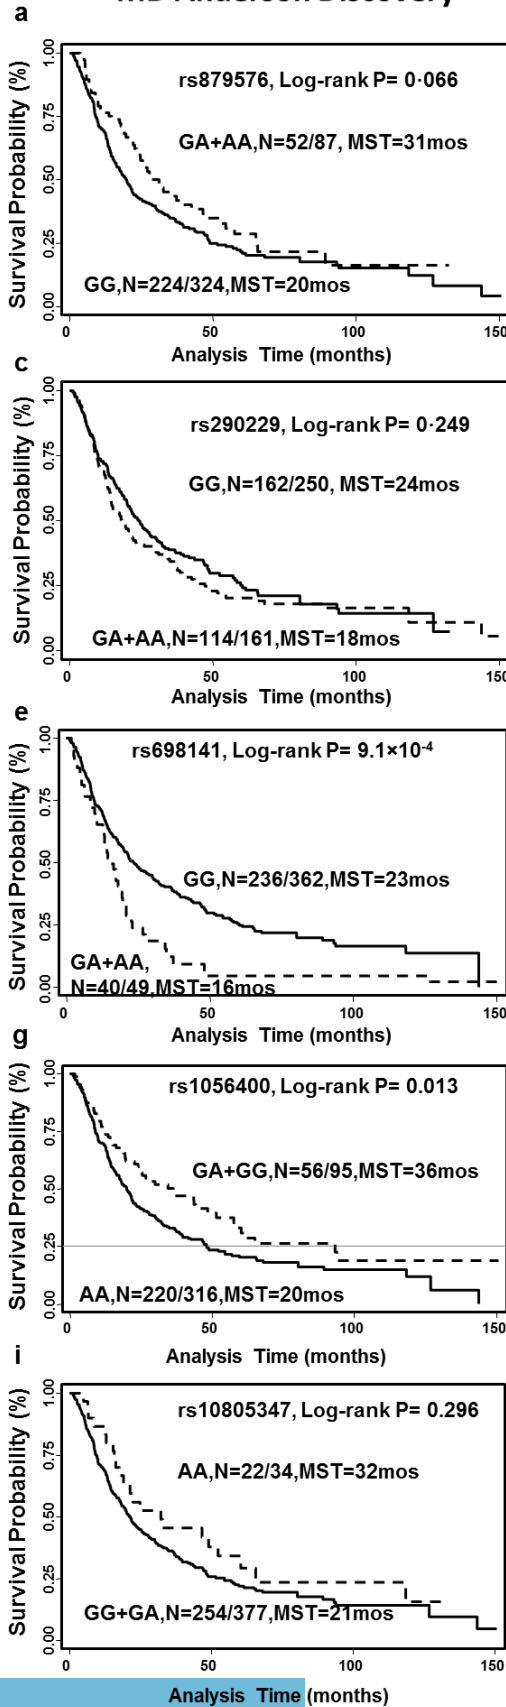 a
Survival Probability (%)
1.00
0.75
0.50
0.25
0.00
rs879576, Log-rank P= 0·066
GA+AA,N=52/87, MST=31mos
GG,N=224/324,MST=20mos
0 50 100 150
Analysis Time (months)
c
Survival Probability (%)
1.00
0.75
0.50
0.25
0.00
rs290229, Log-rank P= 0·249
GG,N=162/250, MST=24mos
GA+AA,N=114/161,MST=18mos
0 50 100 150
Analysis Time (months)
e
Survival Probability (%)
1.00
0.75
0.50
0.25
0.00
rs698141, Log-rank P= 9.1×10⁻⁴
GG,N=236/362,MST=23mos
GA+AA,
N=40/49,MST=16mos
0 50 100 150
Analysis Time (months)
g
Survival Probability (%)
1.00
0.75
0.50
0.25
0.00
rs1056400, Log-rank P= 0.013
GA+GG,N=56/95,MST=36mos
AA,N=220/316,MST=20mos
0 50 100 150
Analysis Time (months)
i
Survival Probability (%)
1.00
0.75
0.50
0.25
0.00
rs10805347, Log-rank P= 0.296
AA,N=22/34,MST=32mos
GG+GA,N=254/377,MST=21mos
0 50 100 150
Analysis Time (months)